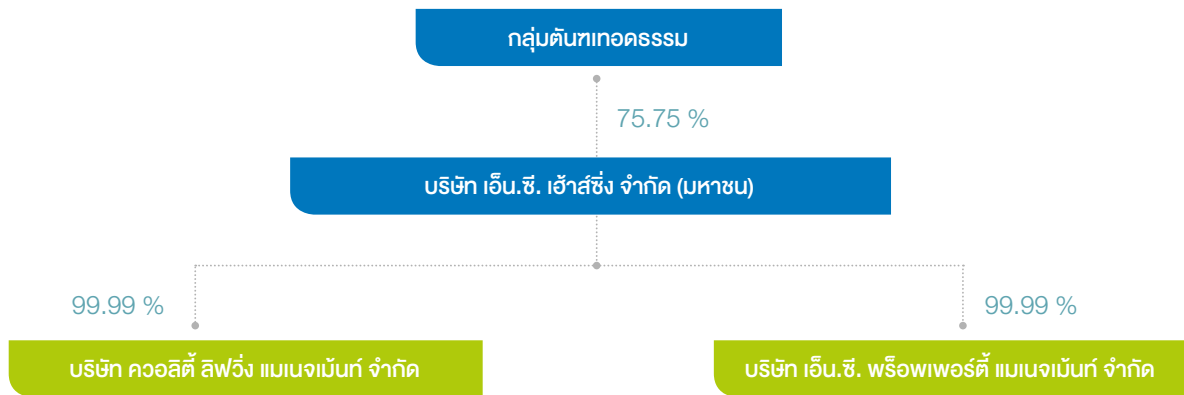 กลุ่มตันฑเทอดธรรม
75.75 %
บริษัท เอ็น.ซี. เฮ้าส์ซิ่ง จำกัด (มหาชน)
99.99 %
99.99 %
บริษัท ควอลิตี้ ลิฟวิ่ง แมเนจเม้นท์ จำกัด
บริษัท เอ็น.ซี. พร็อพเพอร์ตี้ แมเนจเม้นท์ จำกัด